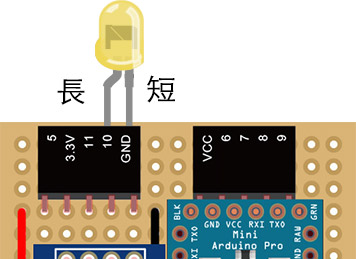 長 短
5 3.3V 11 10 GND
VCC 6 7 8 9
BLK GND VCC RXI TXO GRN
RXI TXO
Mini
Arduino Pro
GND RAW